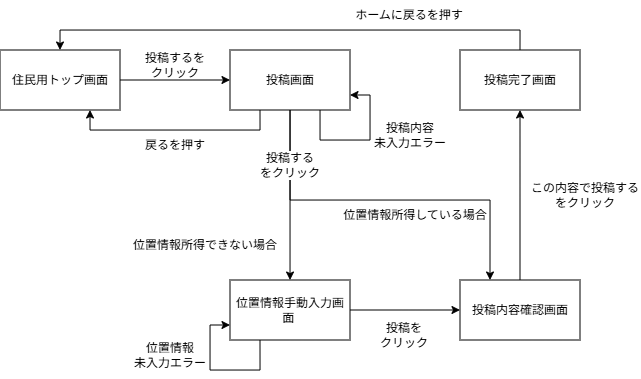 ホームに戻るを押す
投稿するを
クリック
住民用トップ画面
投稿画面
投稿完了画面
投稿内容
未入力エラー
戻るを押す
投稿する
をクリック
この内容で投稿する
をクリック
位置情報所得している場合
位置情報所得できない場合
位置情報手動入力画
面
投稿内容確認画面
投稿を
クリック
位置情報
未入力エラー